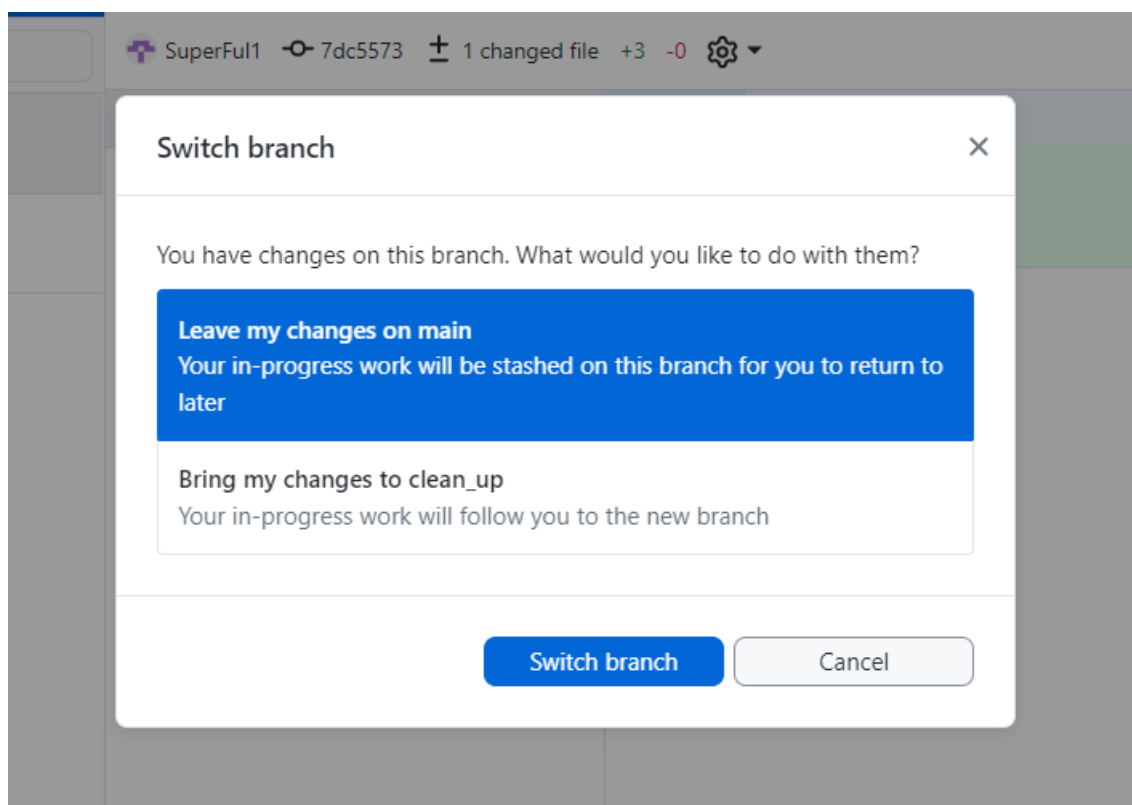 SuperFul1 7dc5573 1 changed file +3 -0
Switch branch
You have changes on this branch. What would you like to do with them?
Leave my changes on main
Your in-progress work will be stashed on this branch for you to return to
later
Bring my changes to clean_up
Your in-progress work will follow you to the new branch
Switch branch Cancel